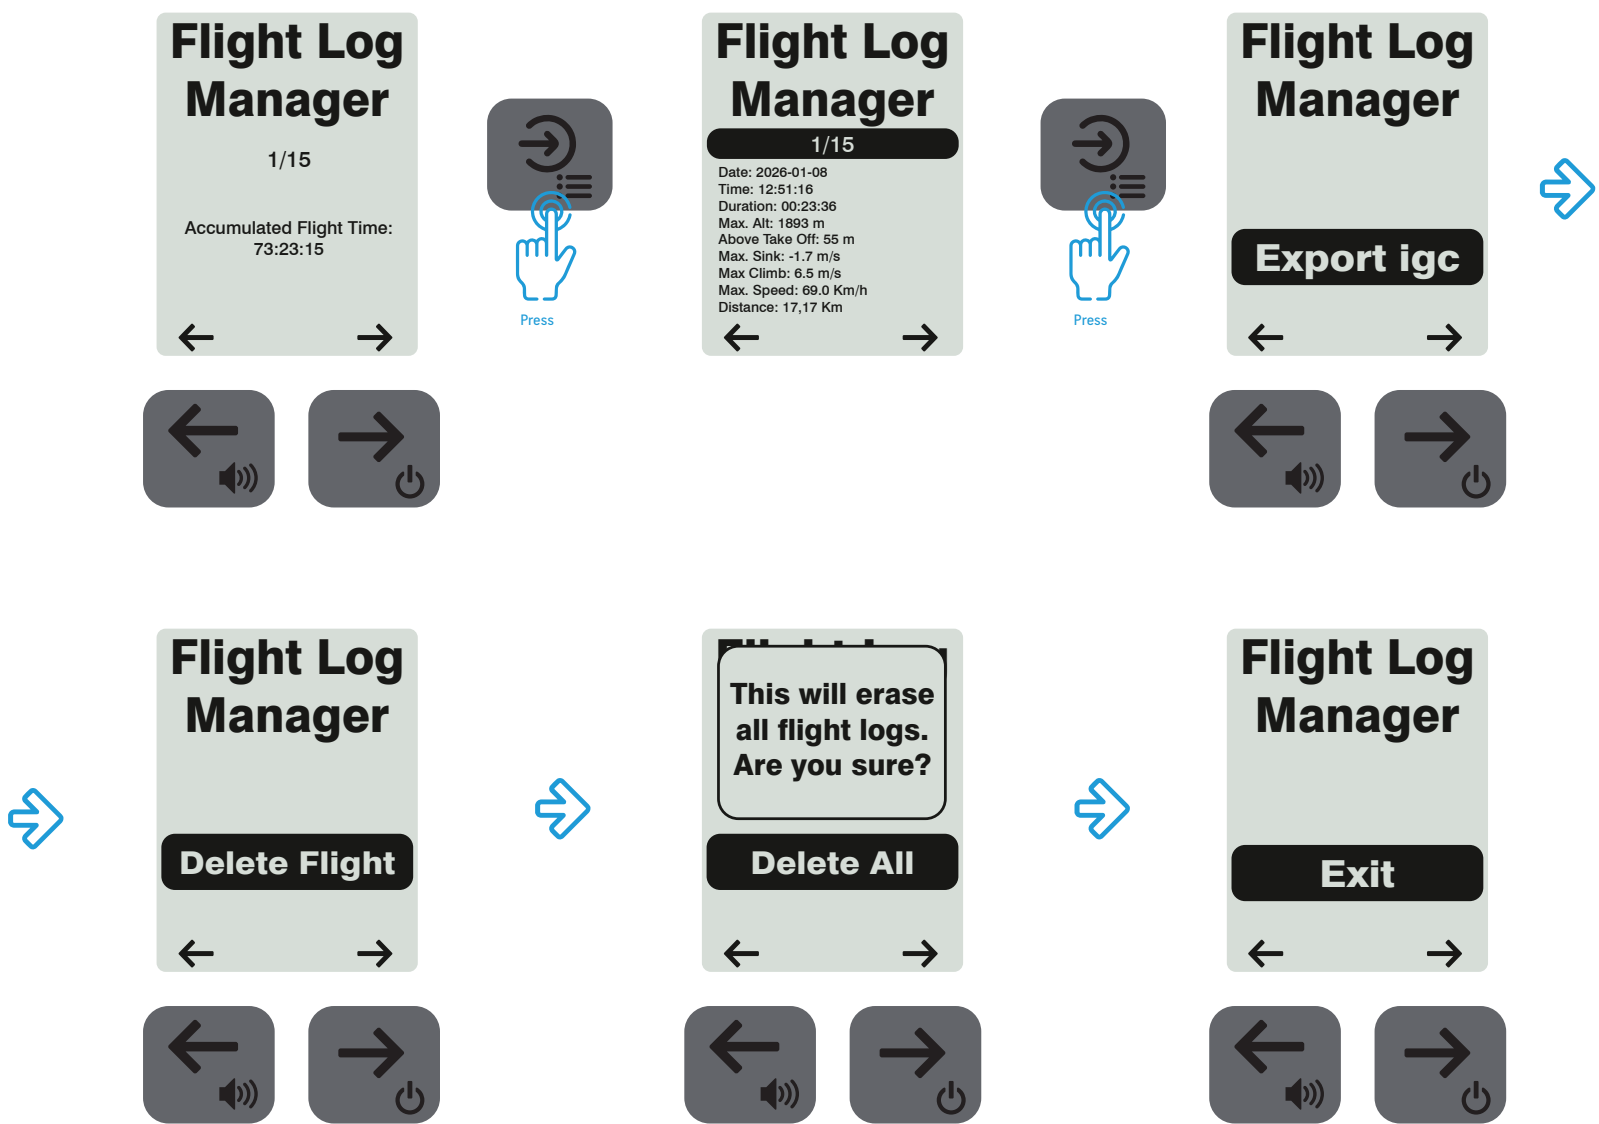 Flight Log
Manager
1/15
Accumulated Flight Time:
73:23:15
Press
Flight Log
Manager
1/15
Date: 2026-01-08
Time: 12:51:16
Duration: 00:23:36
Max. Alt: 1893 m
Above Take Off: 55 m
Max. Sink: -1.7 m/s
Max Climb: 6.5 m/s
Max. Speed: 69.0 Km/h
Distance: 17,17 Km
Press
Flight Log
Manager
Export igc
Flight Log
Manager
Delete Flight
This will erase
all flight logs.
Are you sure?
Delete All
Flight Log
Manager
Exit